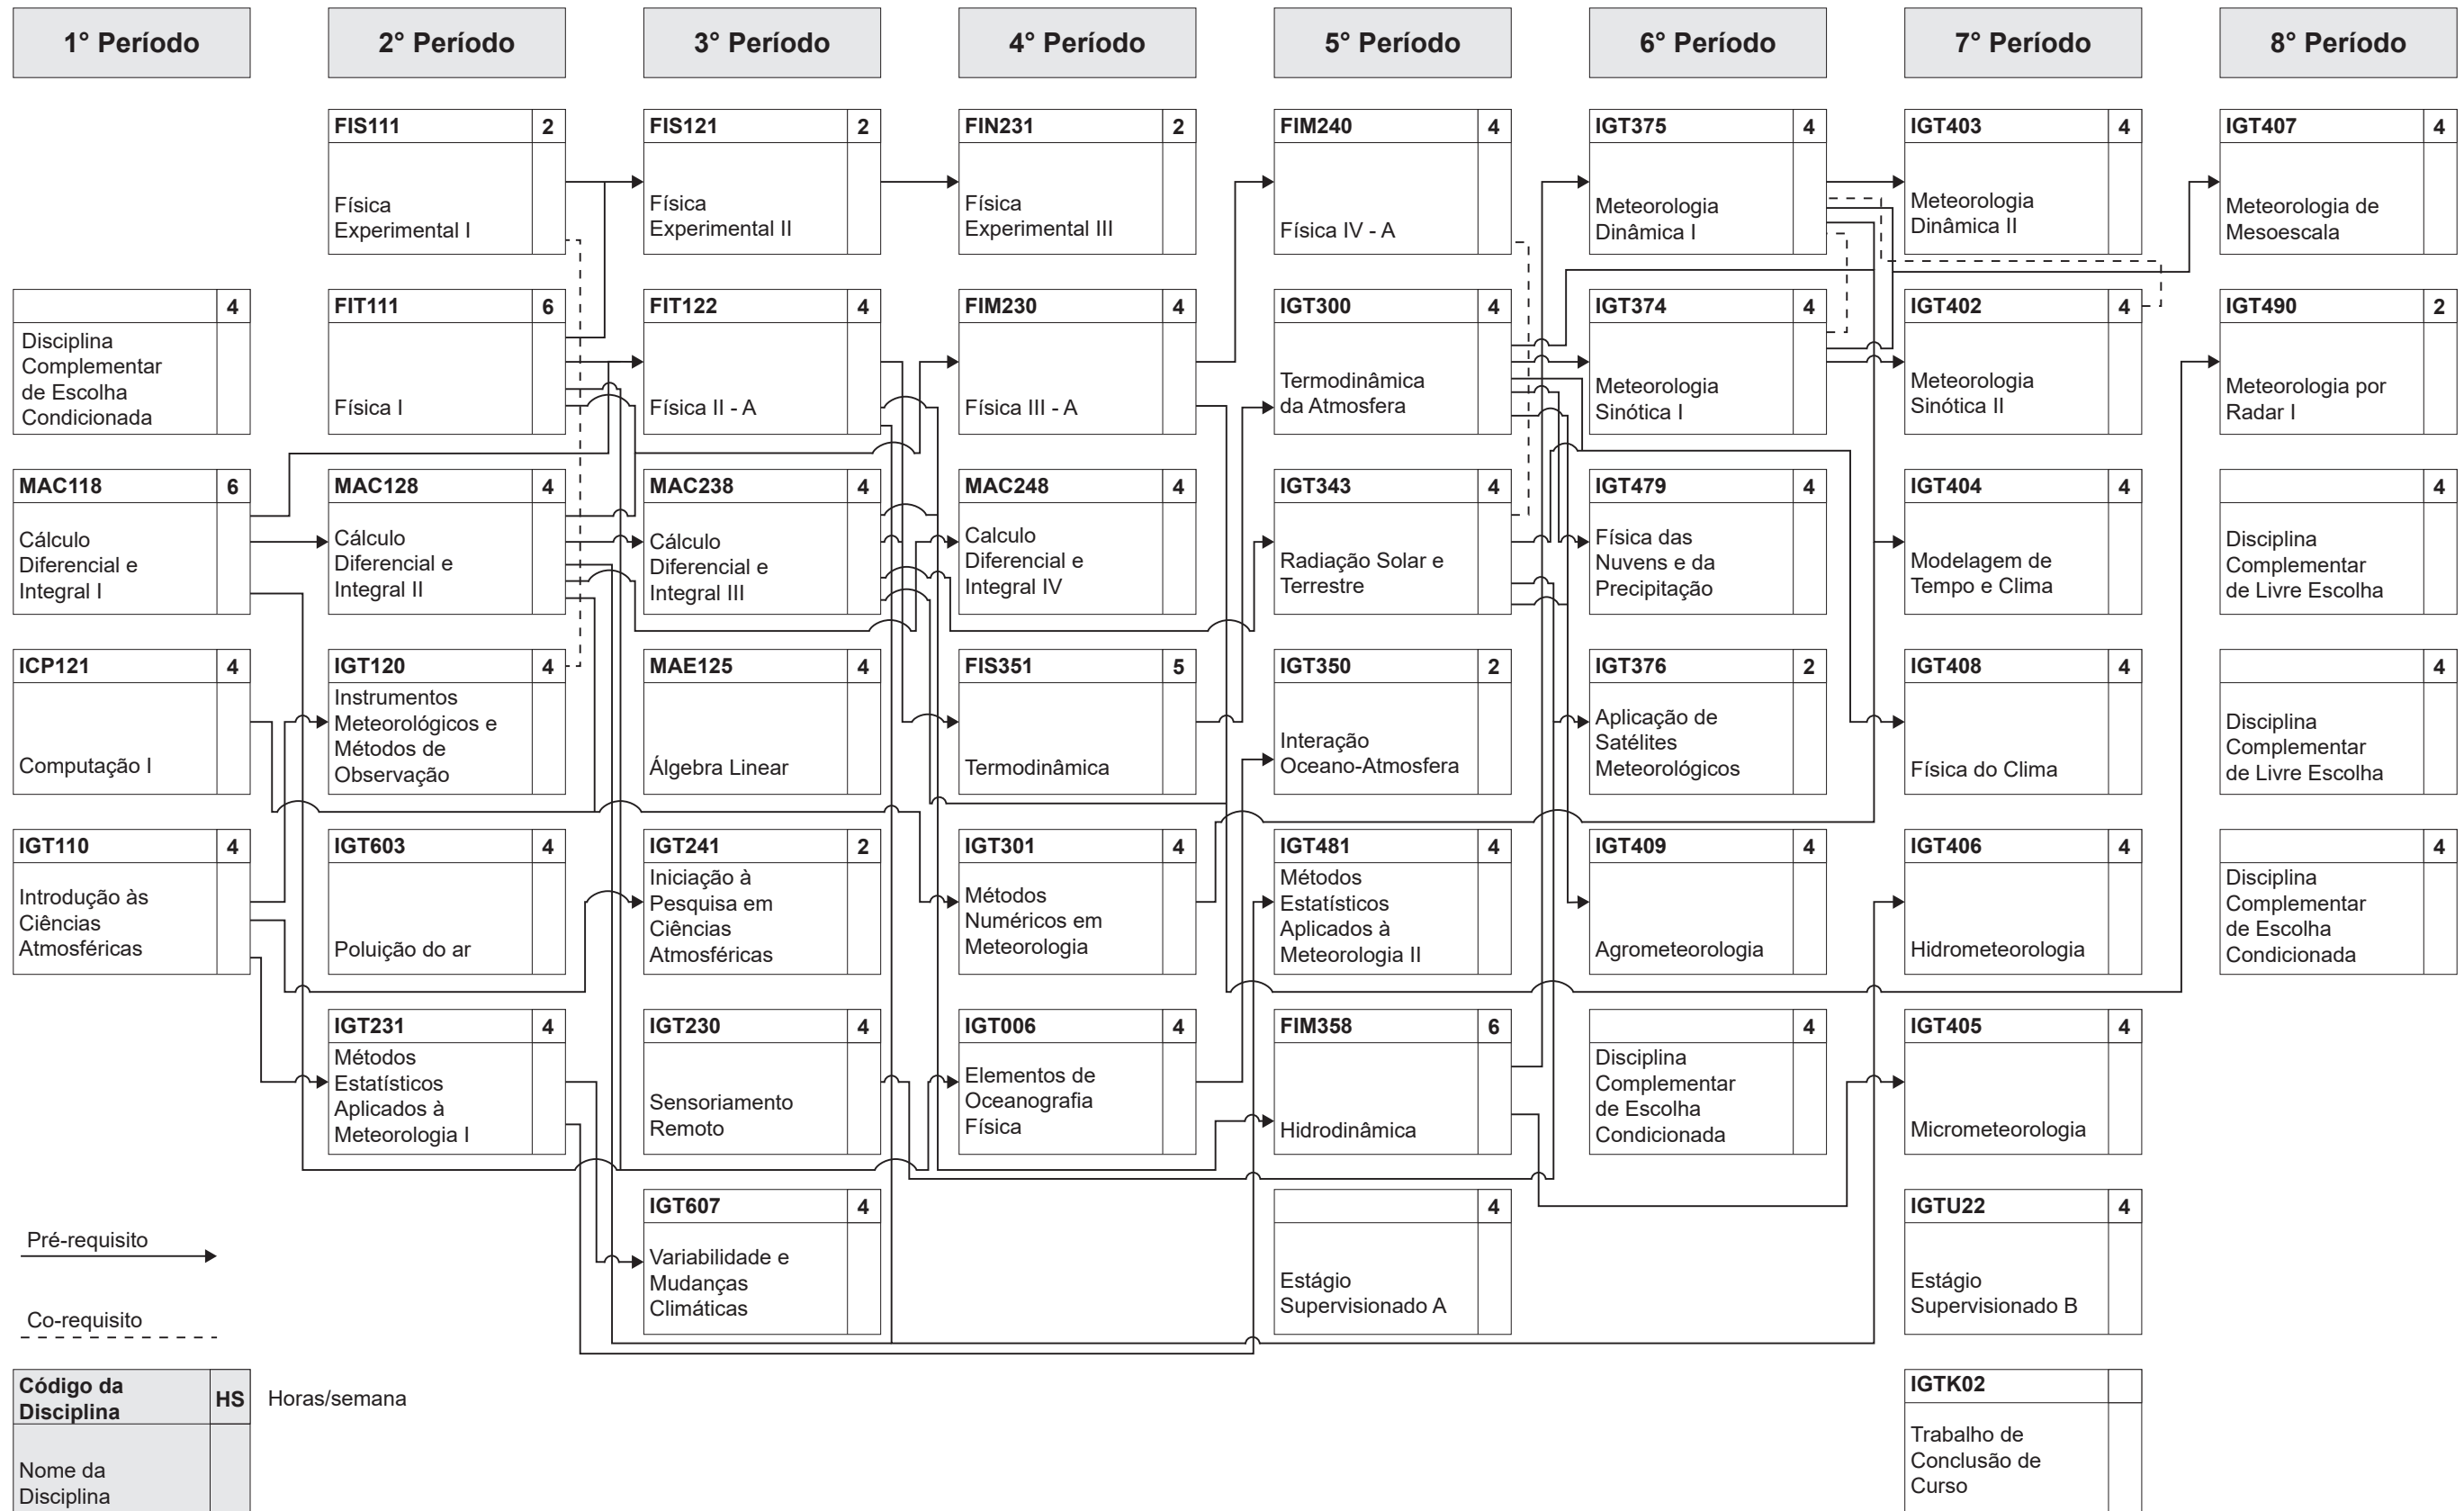 1° Período
2° Período
3° Período
4° Período
5° Período
6° Período
7° Período
8° Período
4
Disciplina
Complementar
de Escolha
Condicionada
MAC118 6
Cálculo
Diferencial e
Integral I
ICP121 4
Computação I
IGT110 4
Introdução às
Ciências
Atmosféricas
FIS111 2
Física
Experimental I
FIT111 6
Física I
MAC128 4
Cálculo
Diferencial e
Integral II
IGT120 4
Instrumentos
Meteorológicos e
Métodos de
Observação
IGT603 4
Poluição do ar
IGT231 4
Métodos
Estatísticos
Aplicados à
Meteorologia I
FIS121 2
Física
Experimental II
FIT122 4
Física II - A
MAC238 4
Cálculo
Diferencial e
Integral III
MAE125 4
Álgebra Linear
IGT241 2
Iniciação à
Pesquisa em
Ciências
Atmosféricas
IGT230 4
Sensoriamento
Remoto
IGT607 4
Variabilidade e
Mudanças
Climáticas
FIN231 2
Física
Experimental III
FIM230 4
Física III - A
MAC248 4
Calculo
Diferencial e
Integral IV
FIS351 5
Termodinâmica
IGT301 4
Métodos
Numéricos em
Meteorologia
IGT006 4
Elementos de
Oceanografia
Física
FIM240 4
Física IV - A
IGT300 4
Termodinâmica
da Atmosfera
IGT343 4
Radiação Solar e
Terrestre
IGT350 2
Interação
Oceano-Atmosfera
IGT481 4
Métodos
Estatísticos
Aplicados à
Meteorologia II
FIM358 6
Hidrodinâmica
4
Estágio
Supervisionado A
IGT375 4
Meteorologia
Dinâmica I
IGT374 4
Meteorologia
Sinótica I
IGT479 4
Física das
Nuvens e da
Precipitação
IGT376 2
Aplicação de
Satélites
Meteorológicos
IGT409 4
Agrometeorologia
4
Disciplina
Complementar
de Escolha
Condicionada
IGT403 4
Meteorologia
Dinâmica II
IGT402 4
Meteorologia
Sinótica II
IGT404 4
Modelagem de
Tempo e Clima
IGT408 4
Física do Clima
IGT406 4
Hidrometeorologia
IGT405 4
Micrometeorologia
IGTU22 4
Estágio
Supervisionado B
IGTK02
Trabalho de
Conclusão de
Curso
IGT407 4
Meteorologia de
Mesoescala
IGT490 2
Meteorologia por
Radar I
4
Disciplina
Complementar
de Livre Escolha
4
Disciplina
Complementar
de Livre Escolha
4
Disciplina
Complementar
de Escolha
Condicionada
Pré-requisito
Co-requisito
Código da
Disciplina
HS
Horas/semana
Nome da
Disciplina